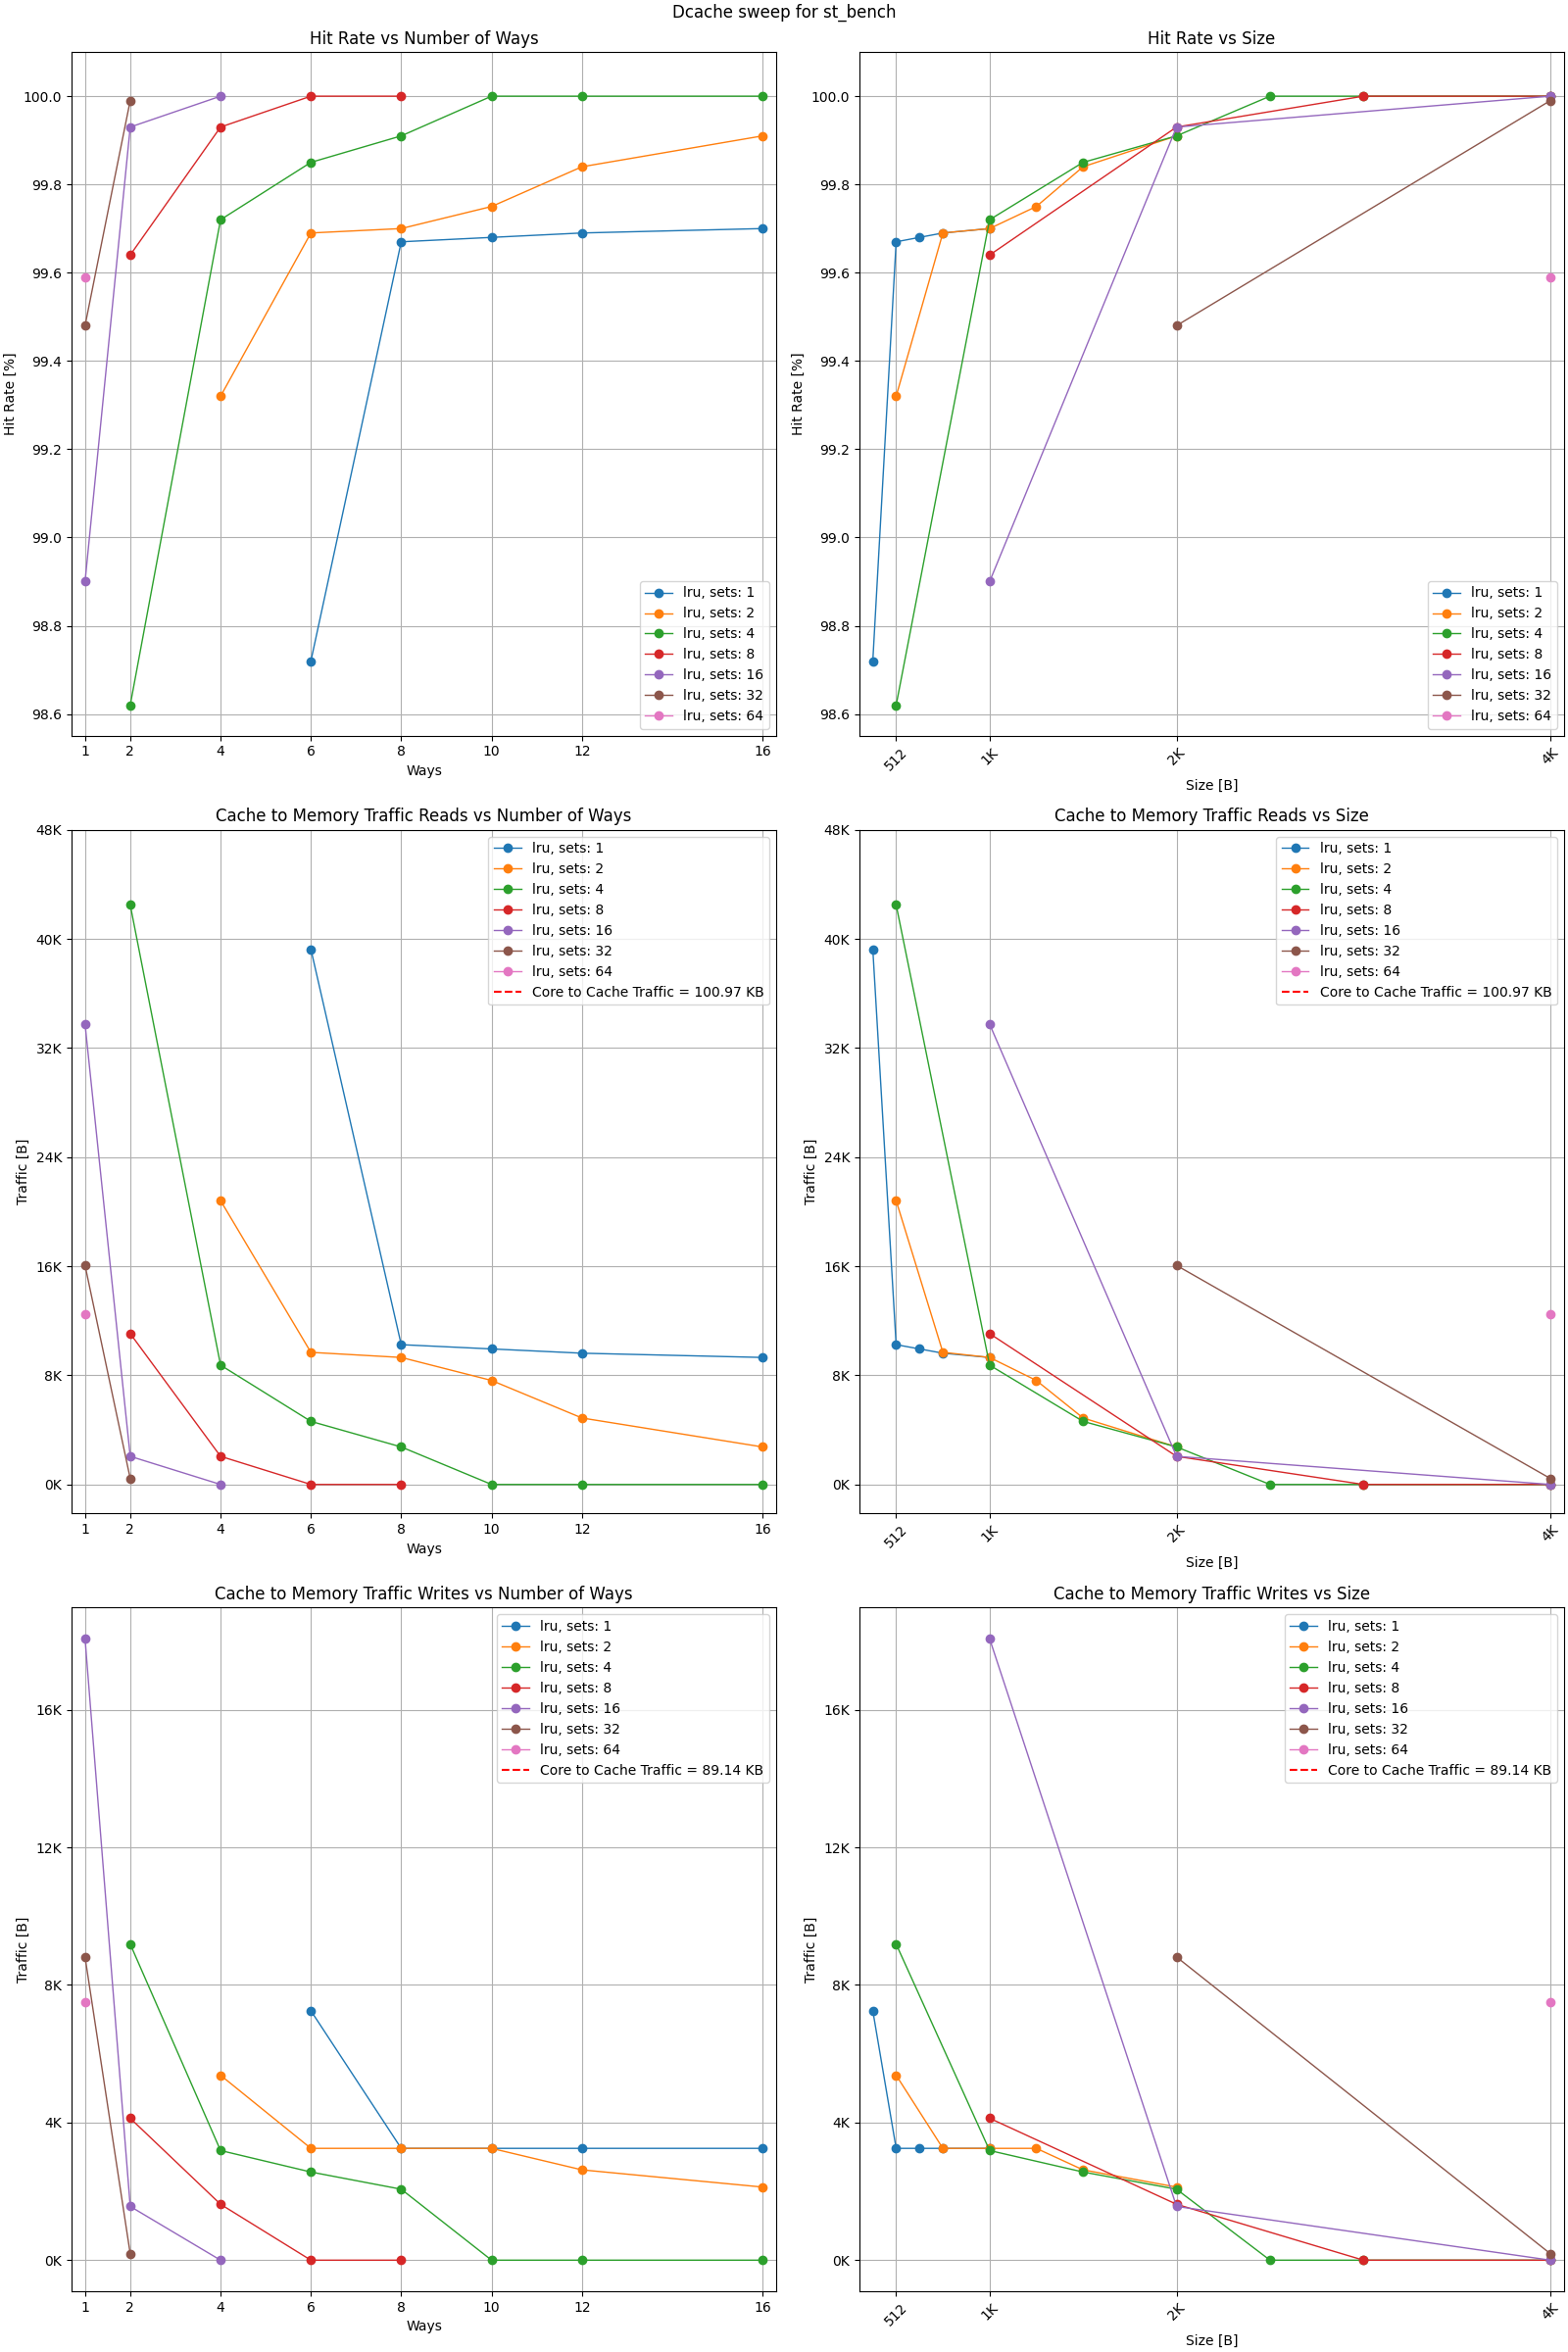 Dcache sweep for st_bench
Hit Rate vs Number of Ways
Hit Rate [%]
100.0
99.8
99.6
99.4
99.2
99.0
98.8
98.6
lru, sets: 1
lru, sets: 2
lru, sets: 4
lru, sets: 8
lru, sets: 16
lru, sets: 32
lru, sets: 64
1 2 4 6 8 10 12 16
Ways
Hit Rate vs Size
Hit Rate [%]
100.0
99.8
99.6
99.4
99.2
99.0
98.8
98.6
lru, sets: 1
lru, sets: 2
lru, sets: 4
lru, sets: 8
lru, sets: 16
lru, sets: 32
lru, sets: 64
512 1K 2K 4K
Size [B]
Cache to Memory Traffic Reads vs Number of Ways
Traffic [B]
48K
40K
32K
24K
16K
8K
0K
lru, sets: 1
lru, sets: 2
lru, sets: 4
lru, sets: 8
lru, sets: 16
lru, sets: 32
lru, sets: 64
Core to Cache Traffic = 100.97 KB
1 2 4 6 8 10 12 16
Ways
Cache to Memory Traffic Reads vs Size
Traffic [B]
48K
40K
32K
24K
16K
8K
0K
lru, sets: 1
lru, sets: 2
lru, sets: 4
lru, sets: 8
lru, sets: 16
lru, sets: 32
lru, sets: 64
Core to Cache Traffic = 100.97 KB
512 1K 2K 4K
Size [B]
Cache to Memory Traffic Writes vs Number of Ways
Traffic [B]
16K
12K
8K
4K
0K
lru, sets: 1
lru, sets: 2
lru, sets: 4
lru, sets: 8
lru, sets: 16
lru, sets: 32
lru, sets: 64
Core to Cache Traffic = 89.14 KB
1 2 4 6 8 10 12 16
Ways
Cache to Memory Traffic Writes vs Size
Traffic [B]
16K
12K
8K
4K
0K
lru, sets: 1
lru, sets: 2
lru, sets: 4
lru, sets: 8
lru, sets: 16
lru, sets: 32
lru, sets: 64
Core to Cache Traffic = 89.14 KB
512 1K 2K 4K
Size [B]